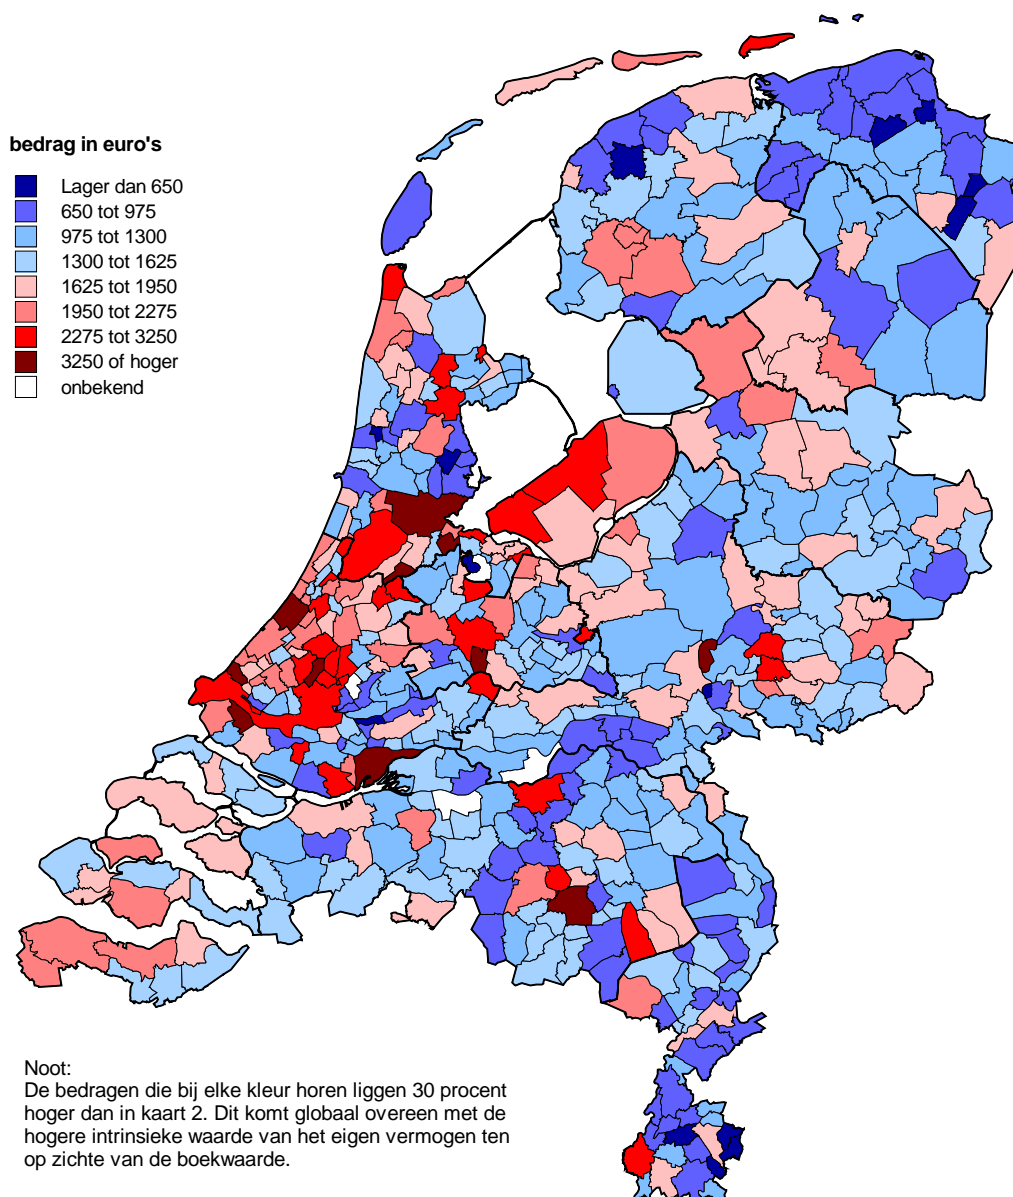 bedrag in euro's
Lager dan 650
650 tot 975
975 tot 1300
1300 tot 1625
1625 tot 1950
1950 tot 2275
2275 tot 3250
3250 of hoger
onbekend
Noot:
De bedragen die bij elke kleur horen liggen 30 procent
hoger dan in kaart 2. Dit komt globaal overeen met de
hogere intrinsieke waarde van het eigen vermogen ten
op zichte van de boekwaarde.